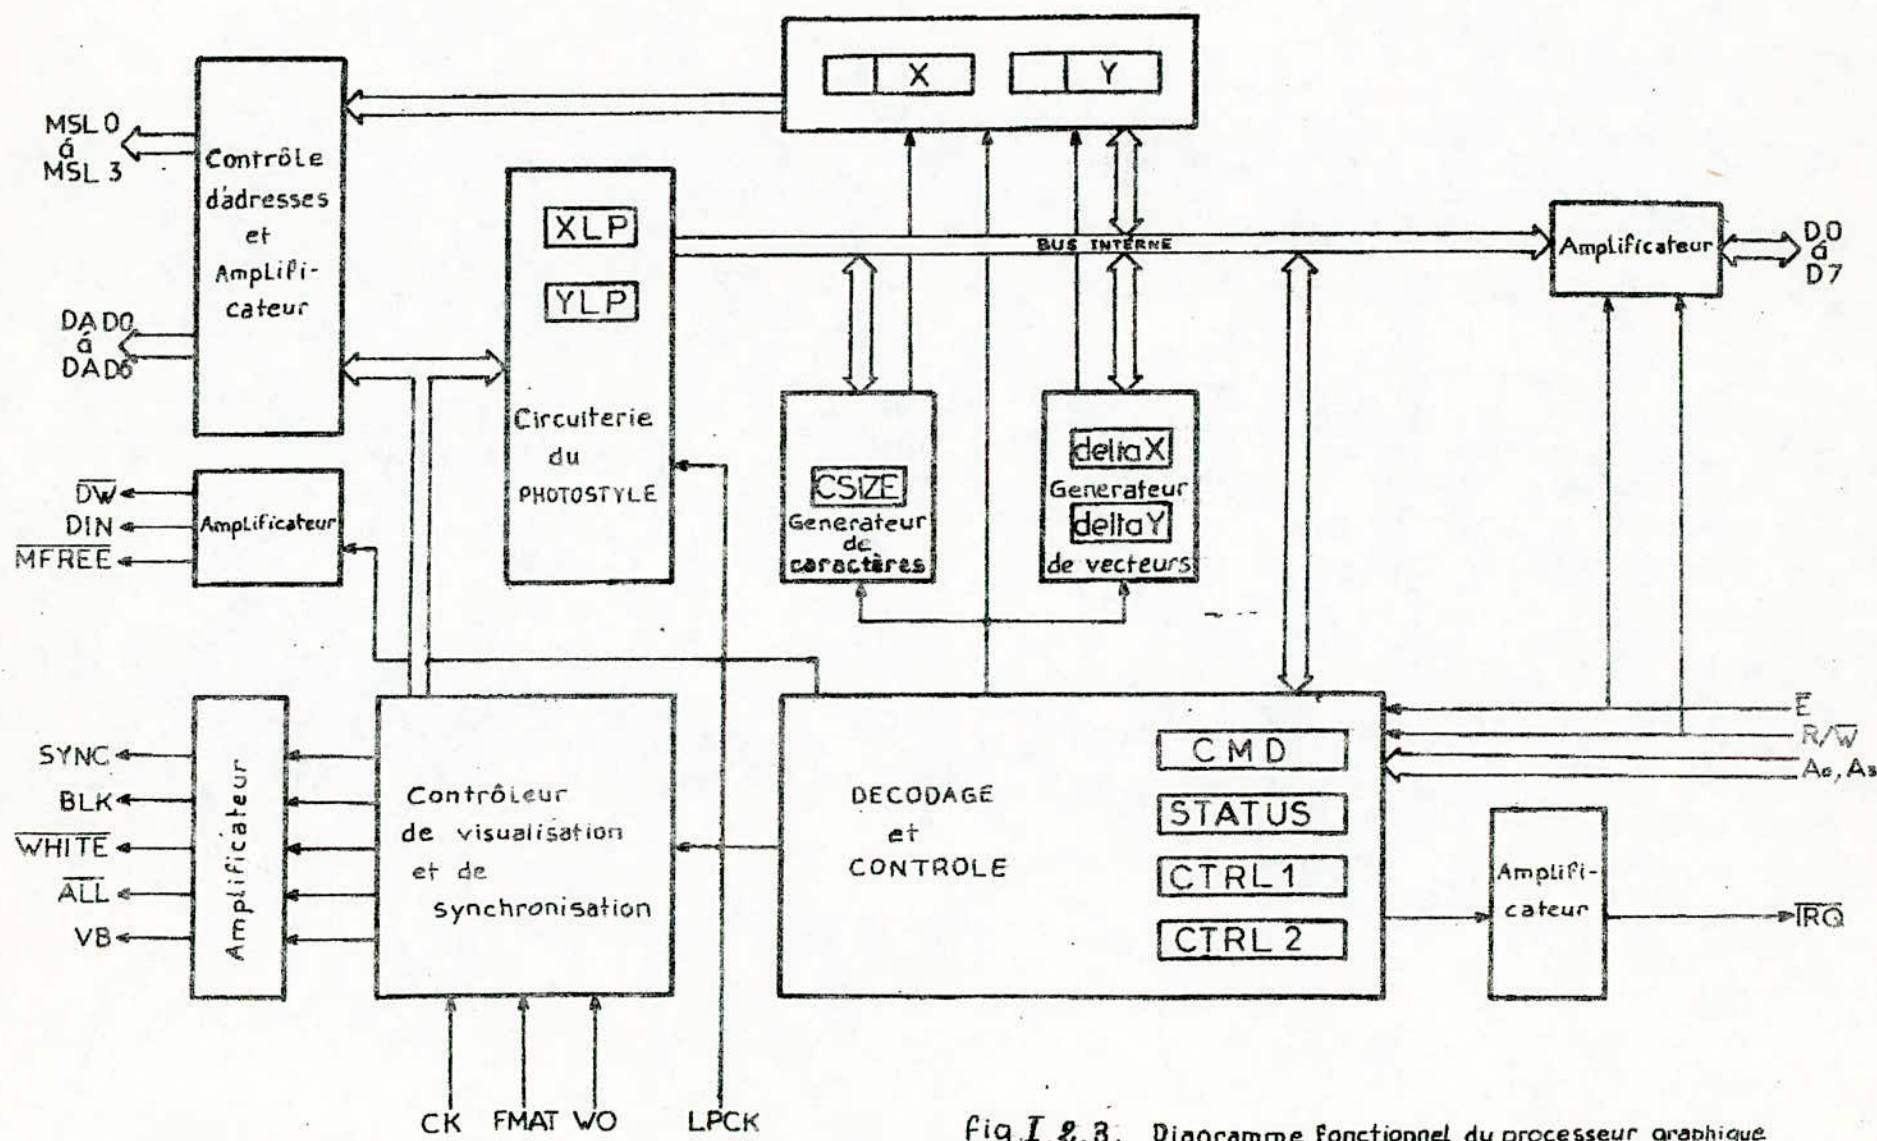 X
Y
MSL 0
á
MSL 3
Contrôle
d'adresses
et
Amplifi-
cateur
XLP
YLP
Circuiterie
du
PHOTOSTYLE
BUS INTERNE
Amplificateur
D0
à
D7
DAD0
à
DAD6
DW
DIN
MFREE
Amplificateur
CSIZE
Generateur
de
caractères
deltaX
Generateur
deltaY
de vecteurs
SYNC
BLK
WHITE
ALL
VB
Amplificateur
Contrôleur
de visualisation
et de
synchronisation
DECODAGE
et
CONTROLE
CMD
STATUS
CTRL1
CTRL2
E
R/W
Amplifi-
cateur
IRQ
CK
FMAT
WO
LPCK
fig.I.2.3. Diagramme fonctionnel du processeur graphique